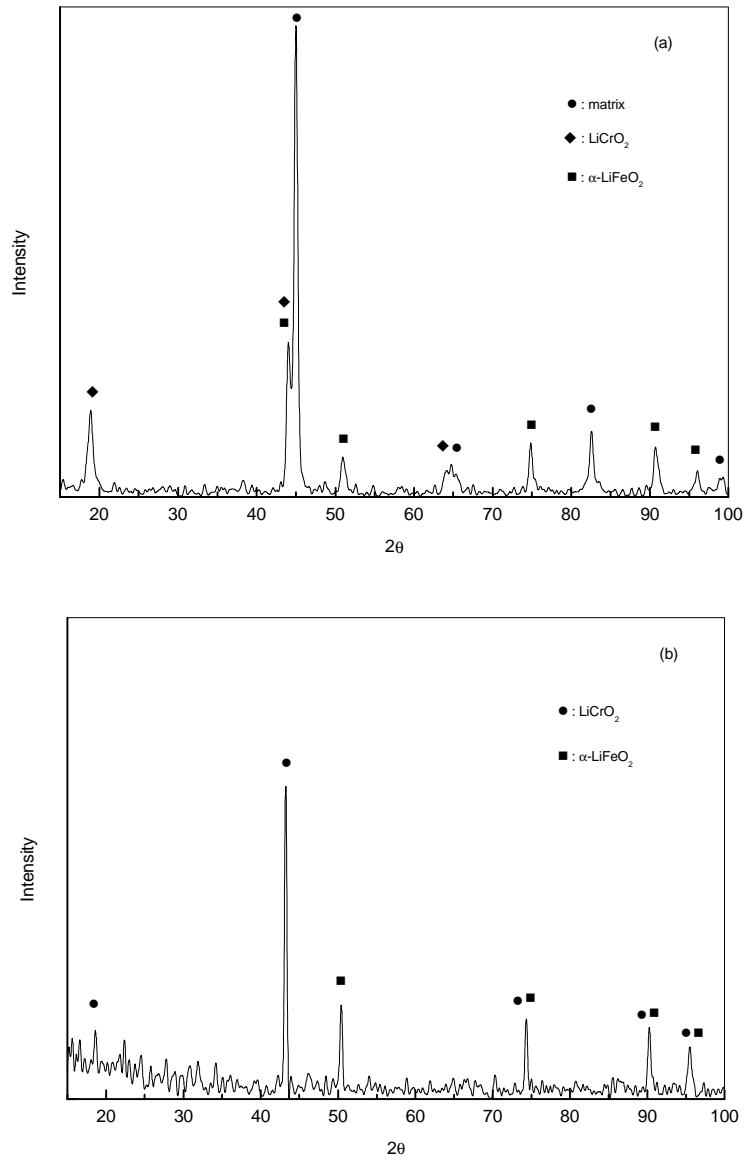 (a)
● : matrix
◆ : LiCrO₂
■ : α-LiFeO₂
Intensity
20 30 40 50 60 70 80 90 100
2θ
(b)
● : LiCrO₂
■ : α-LiFeO₂
Intensity
20 30 40 50 60 70 80 90 100
2θ